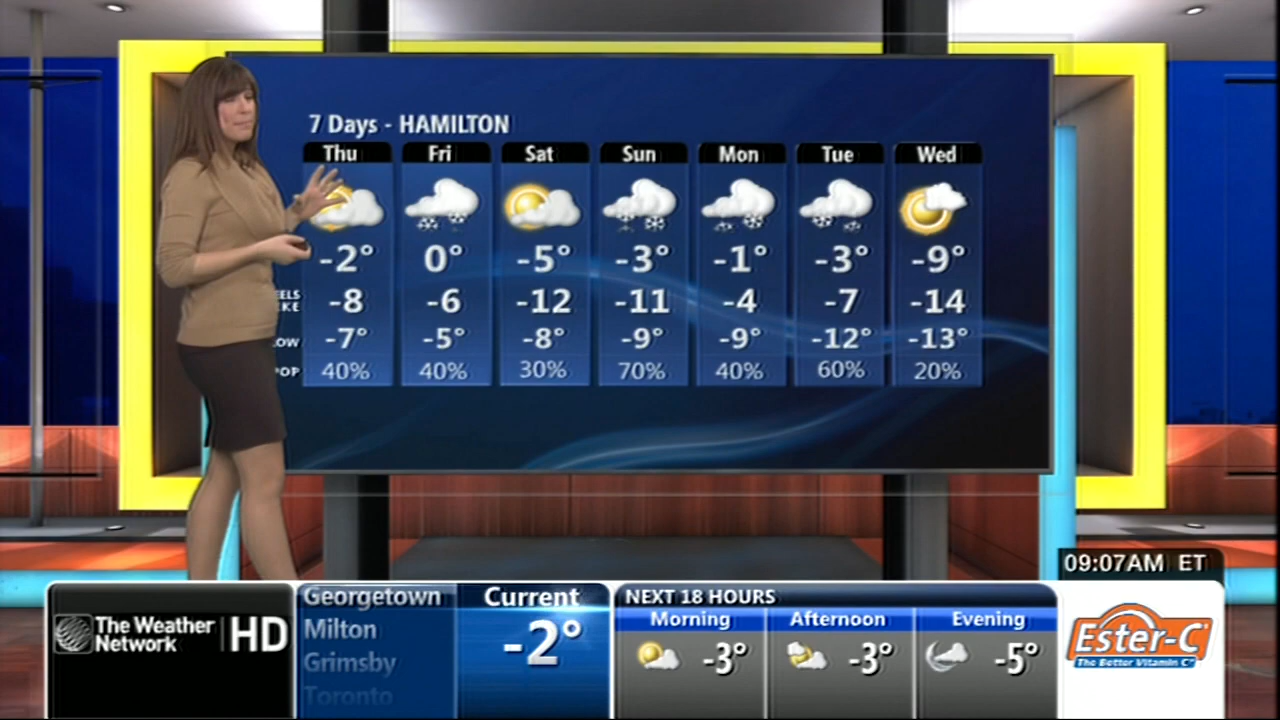 7 Days - HAMILTON
Thu Fri Sat Sun Mon Tue Wed
-2° 0° -5° -3° -1° -3° -9°
-8 -6 -12 -11 -4 -7 -14
-7° -5° -8° -9° -9° -12° -13°
POP 40% 40% 30% 70% 40% 60% 20%
09:07AM ET
The Weather
Network HD
Georgetown
Milton
Grimsby
Toronto
Current
-2°
NEXT 18 HOURS
Morning Afternoon Evening
-3° -3° -5°
Ester-C®
The Better Vitamin C®